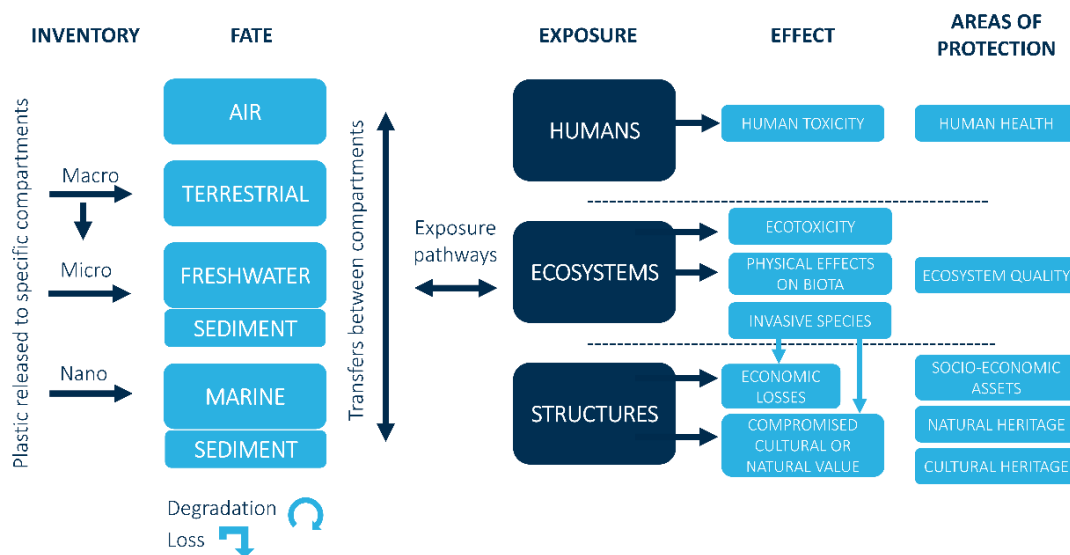 INVENTORY
FATE
EXPOSURE
EFFECT
AREAS OF
PROTECTION
Plastic released to specific compartments
Macro
Micro
Nano
AIR
TERRESTRIAL
FRESHWATER
SEDIMENT
MARINE
SEDIMENT
Degradation
Loss
Transfers between compartments
Exposure
pathways
HUMANS
HUMAN TOXICITY
HUMAN HEALTH
ECOSYSTEMS
ECOTOXICITY
PHYSICAL EFFECTS
ON BIOTA
INVASIVE SPECIES
ECOSYSTEM QUALITY
STRUCTURES
ECONOMIC
LOSSES
COMPROMISED
CULTURAL OR
NATURAL VALUE
SOCIO-ECONOMIC
ASSETS
NATURAL HERITAGE
CULTURAL HERITAGE